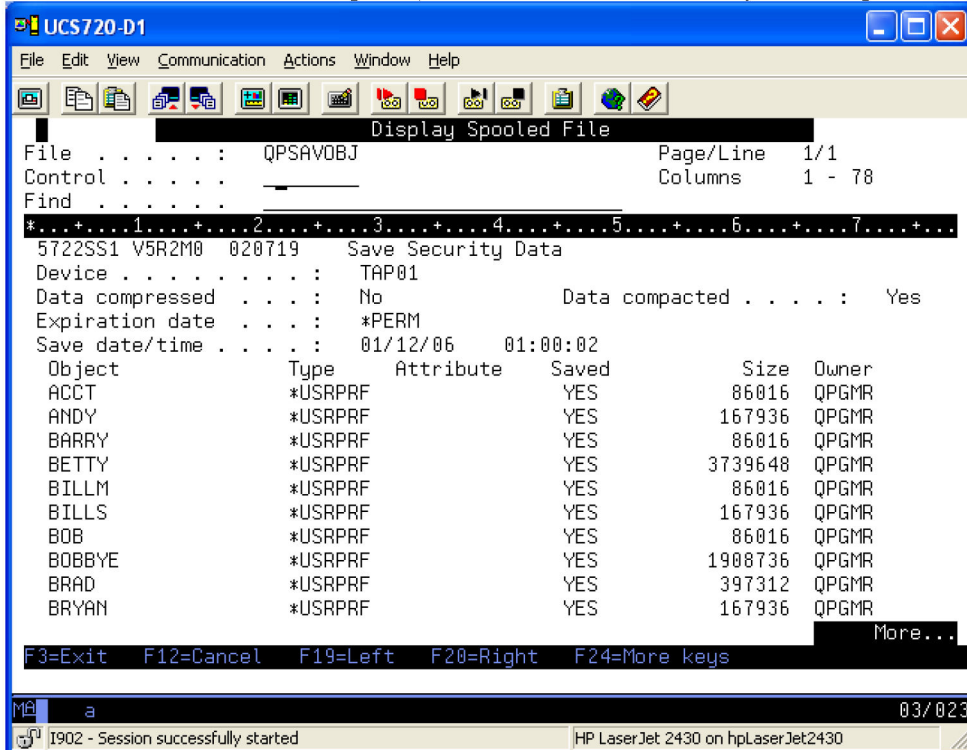 UCS720-D1
File Edit View Communication Actions Window Help
Display Spooled File
File . . . . . : QPSAVOBJ Page/Line 1/1
Control . . . . . Columns 1 - 78
Find . . . . . .
*...+....1....+....2....+....3....+....4....+....5....+....6....+....7....+...
5722SS1 V5R2M0 020719 Save Security Data
Device . . . . . . . . . : TAP01
Data compressed . . . : No Data compacted . . . . : Yes
Expiration date . . . : *PERM
Save date/time . . . . : 01/12/06 01:00:02
Object Type Attribute Saved Size Owner
ACCT *USRPRF YES 86016 QPGMR
ANDY *USRPRF YES 167936 QPGMR
BARRY *USRPRF YES 86016 QPGMR
BETTY *USRPRF YES 3739648 QPGMR
BILLM *USRPRF YES 86016 QPGMR
BILLS *USRPRF YES 167936 QPGMR
BOB *USRPRF YES 86016 QPGMR
BOBBYE *USRPRF YES 1908736 QPGMR
BRAD *USRPRF YES 397312 QPGMR
BRYAN *USRPRF YES 167936 QPGMR
More...
F3=Exit F12=Cancel F19=Left F20=Right F24=More keys
MA a 03/023
I902 - Session successfully started HP LaserJet 2430 on hpLaserJet2430